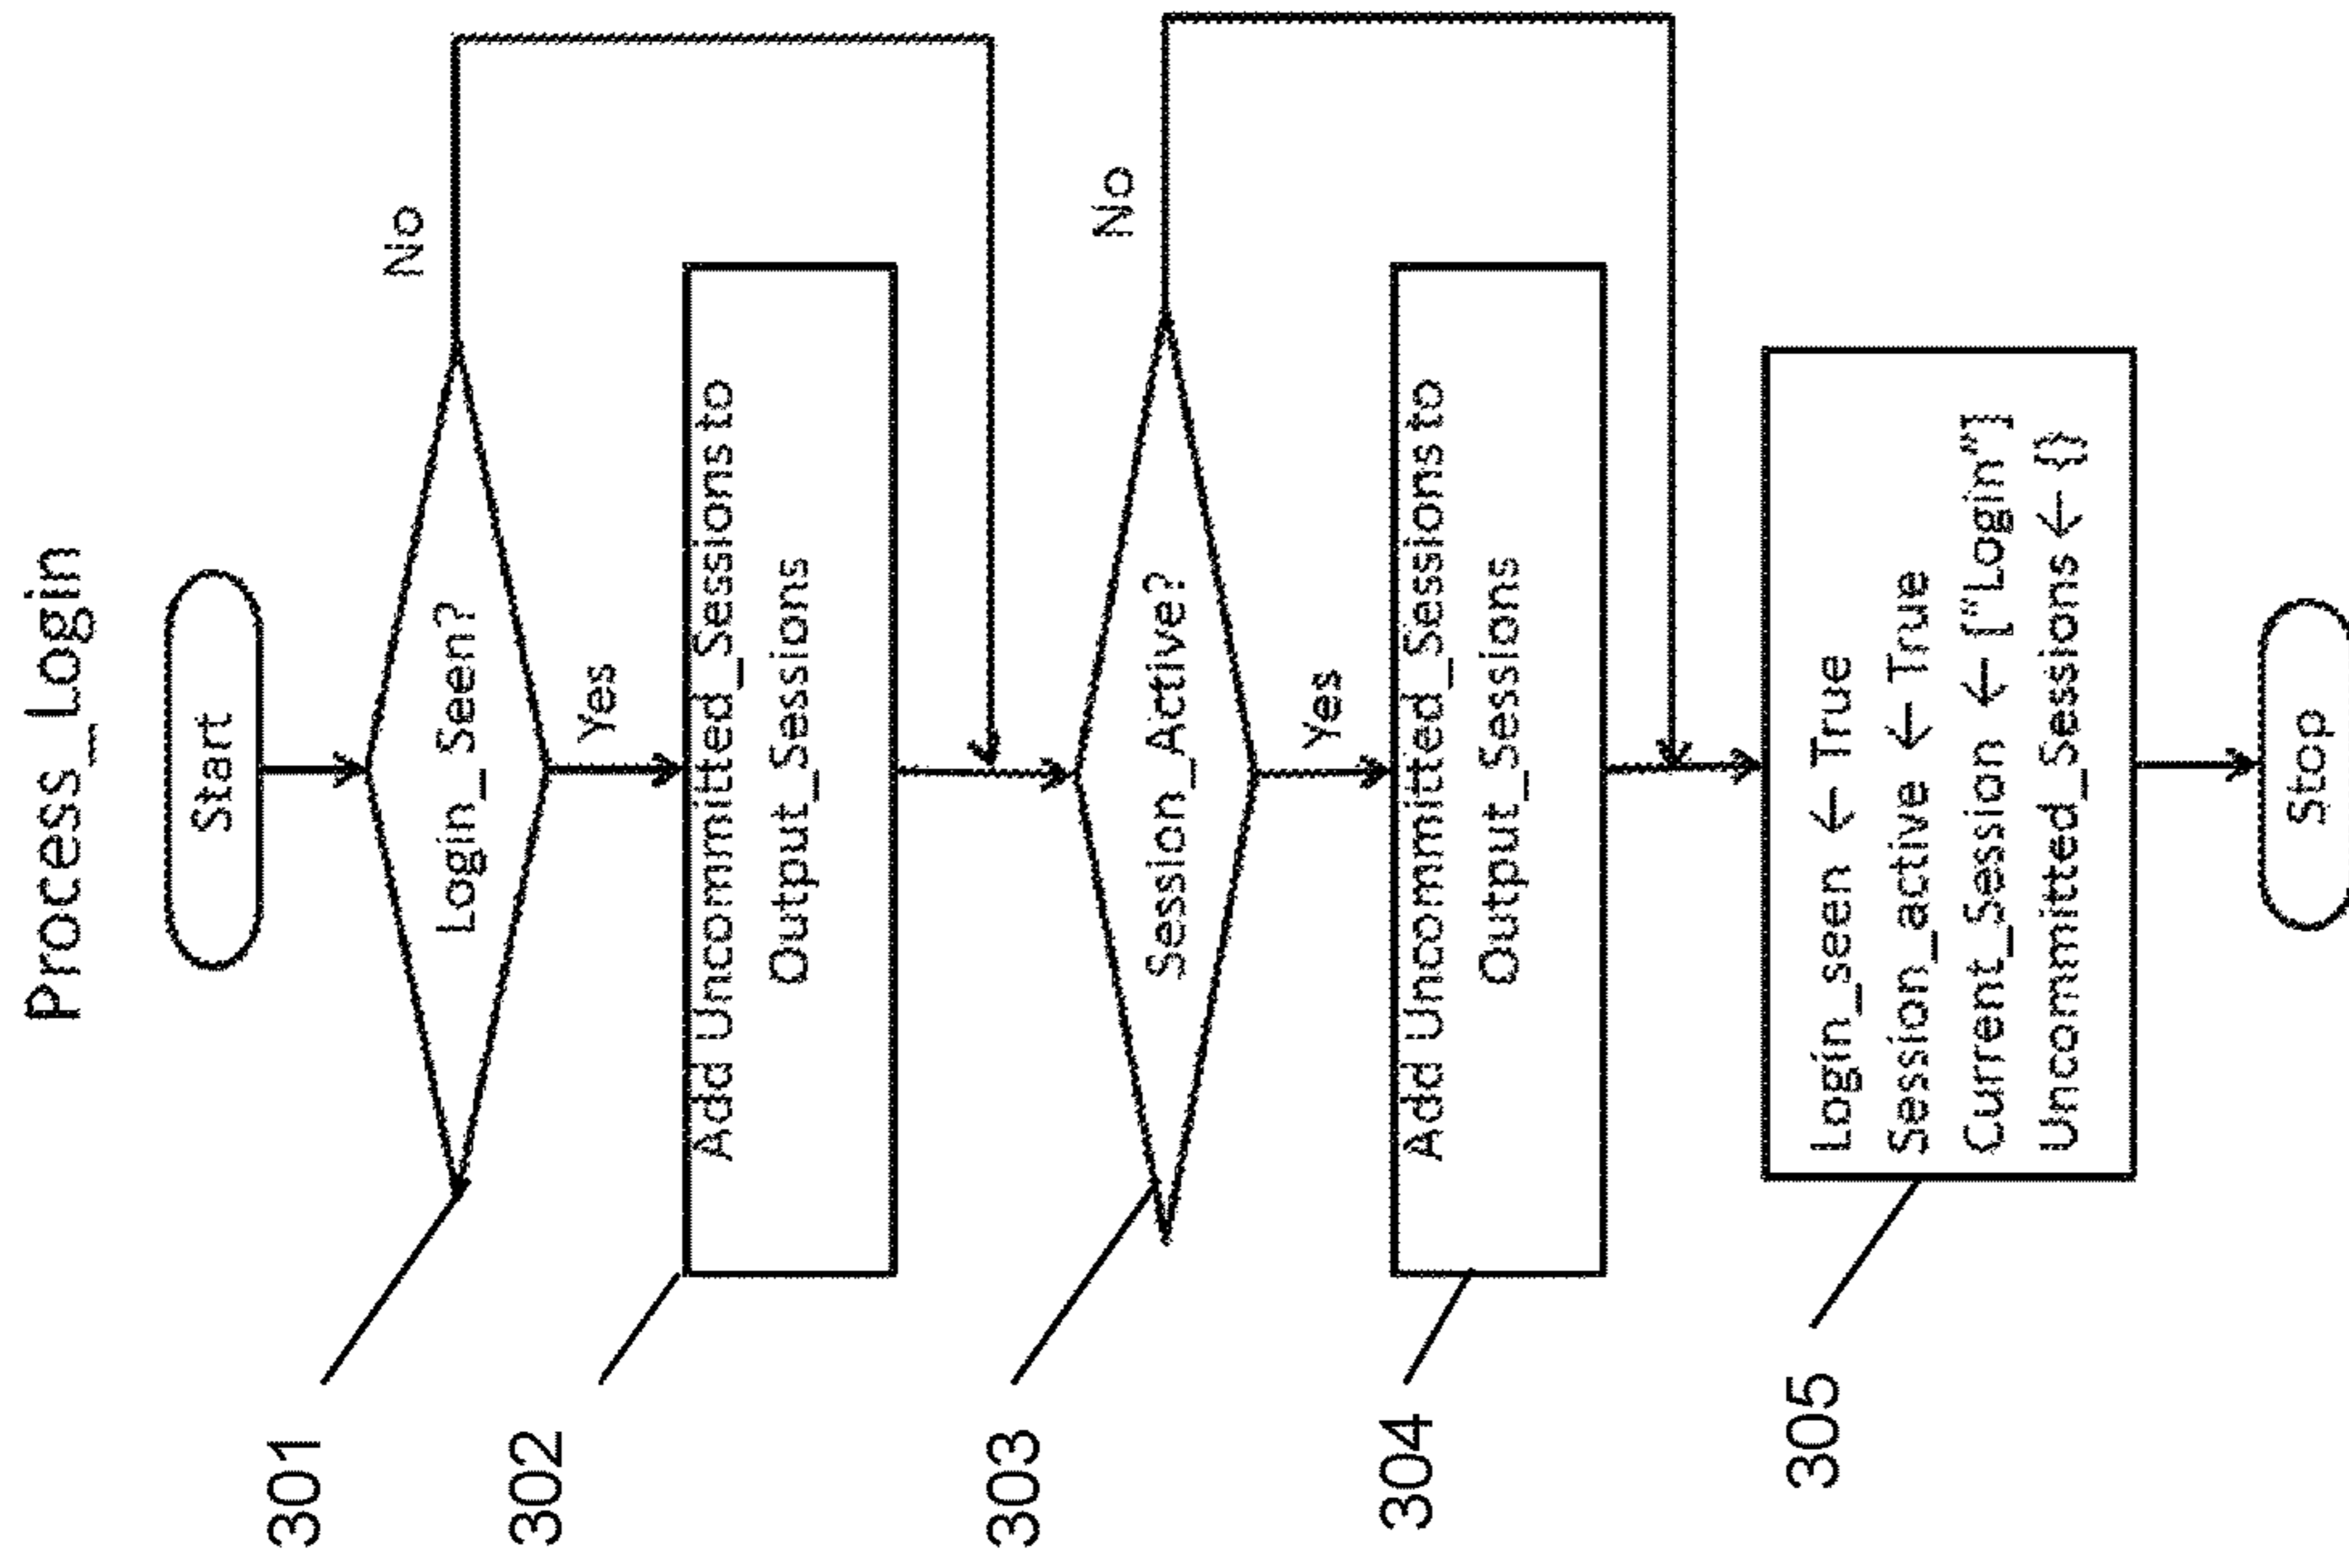 Process_Login
Start
301
Login_Seen?
No
Yes
302
Add Uncommitted_Sessions to
Output_Sessions
303
Session_Active?
No
Yes
304
Add Uncommitted_Sessions to
Output_Sessions
305
Login_seen ← True
Session_active ← True
Current_Session ← ["Login"]
Uncommitted_Sessions ← {}
Stop